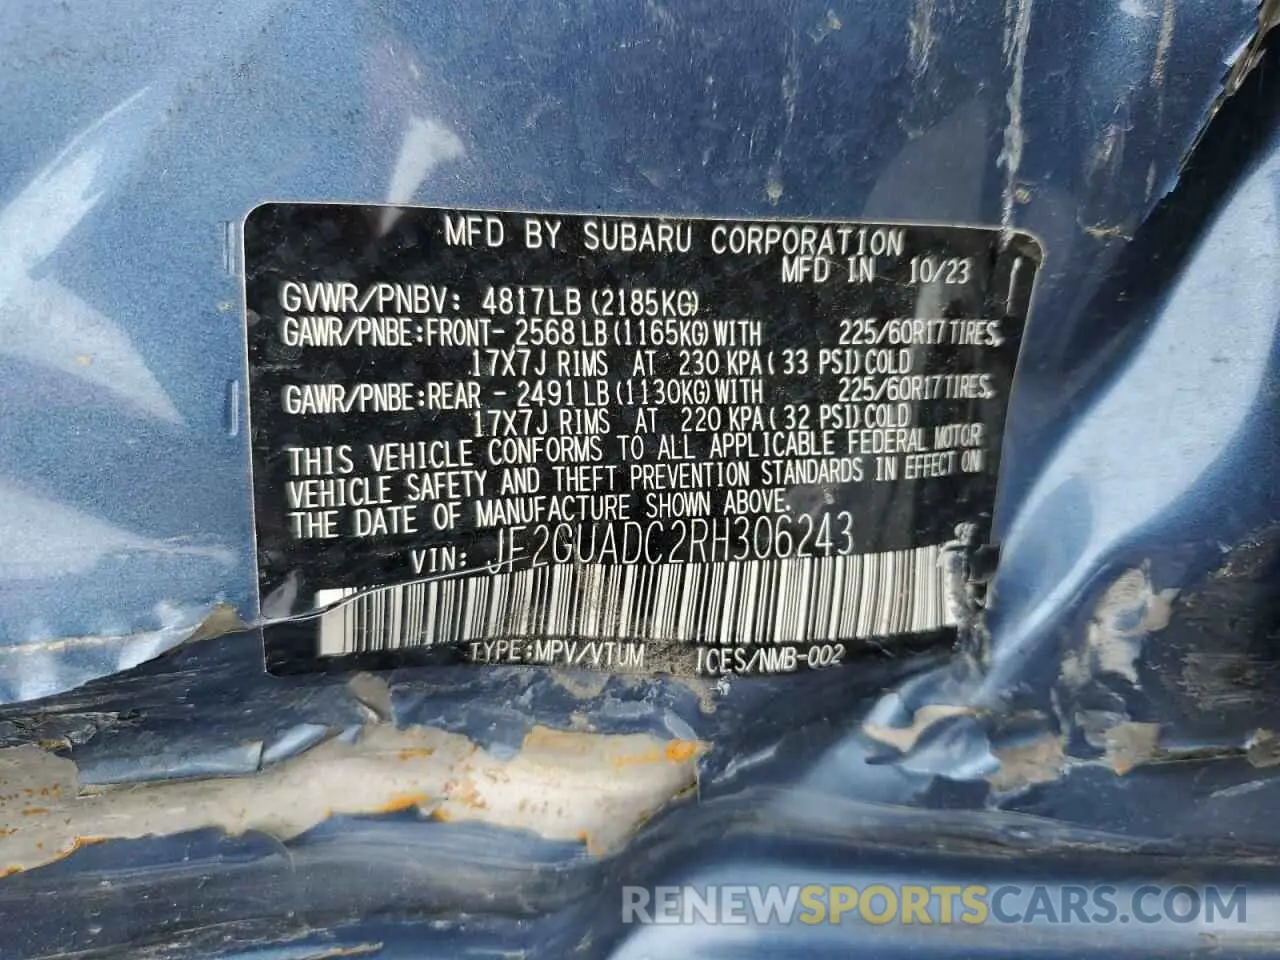 MFD BY SUBARU CORPORATION
MFD IN 10/23
GVWR/PNBV: 4817LB (2185KG)
GAWR/PNBE:FRONT- 2568 LB (1165KG) WITH 225/60R17 TIRES,
17X7J RIMS AT 230 KPA ( 33 PSI) COLD
GAWR/PNBE:REAR - 2491 LB (1130KG) WITH 225/60R17 TIRES,
17X7J RIMS AT 220 KPA ( 32 PSI) COLD
THIS VEHICLE CONFORMS TO ALL APPLICABLE FEDERAL MOTOR
VEHICLE SAFETY AND THEFT PREVENTION STANDARDS IN EFFECT ON
THE DATE OF MANUFACTURE SHOWN ABOVE.
VIN: JF2GUADC2RH306243
TYPE:MPV/VTUM ICES/NMB-002
RENEWSPORTSCARS.COM